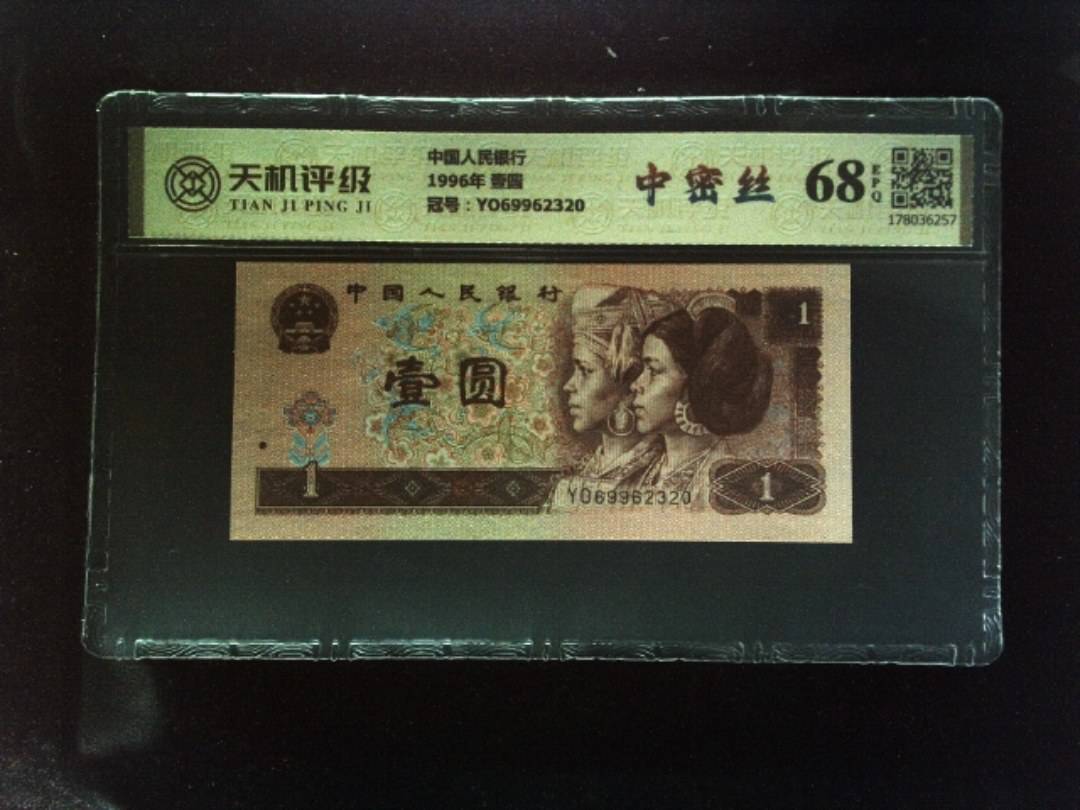 天机评级
TIAN JI PING JI
中国人民银行
1996年 壹圆
冠号：YO69962320
中密丝
68
EPQ
178036257
中国人民银行
1
壹圆
1
YO69962320
1